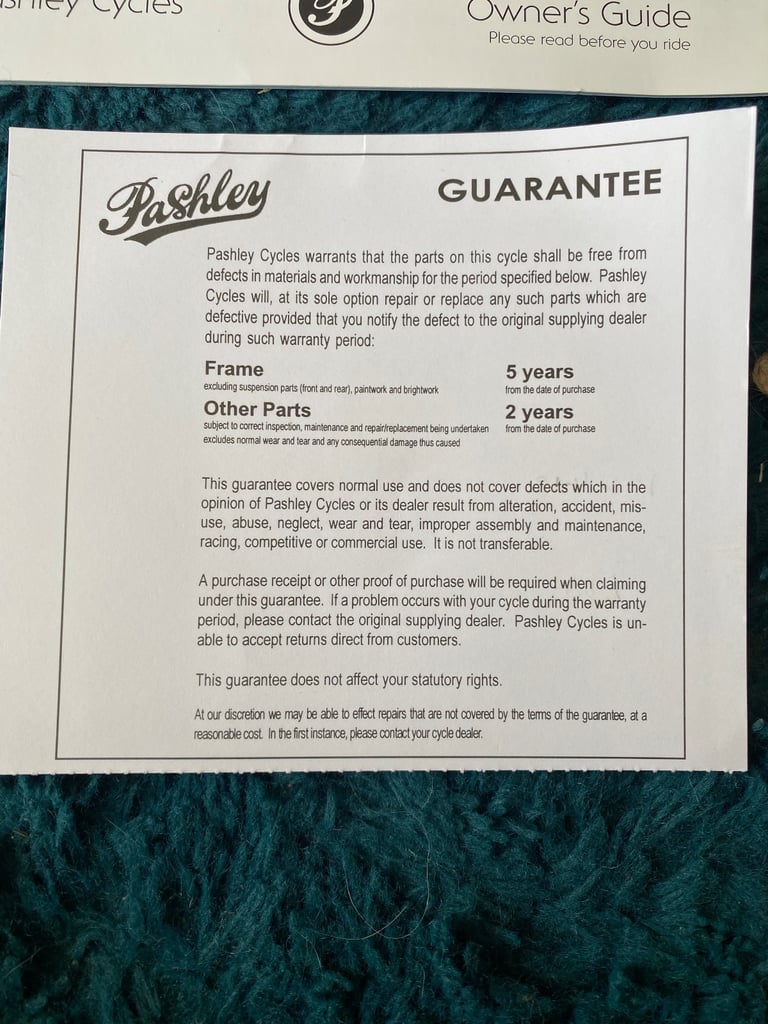 Cycles
Owner's Guide
Please read before you ride
Pashley
GUARANTEE
Pashley Cycles warrants that the parts on this cycle shall be free from
defects in materials and workmanship for the period specified below. Pashley
Cycles will, at its sole option repair or replace any such parts which are
defective provided that you notify the defect to the original supplying dealer
during such warranty period:
Frame 5 years
excluding suspension parts (front and rear), paintwork and brightwork from the date of purchase
Other Parts 2 years
subject to correct inspection, maintenance and repair/replacement being undertaken from the date of purchase
excludes normal wear and tear and any consequential damage thus caused
This guarantee covers normal use and does not cover defects which in the
opinion of Pashley Cycles or its dealer result from alteration, accident, mis-
use, abuse, neglect, wear and tear, improper assembly and maintenance,
racing, competitive or commercial use. It is not transferable.
A purchase receipt or other proof of purchase will be required when claiming
under this guarantee. If a problem occurs with your cycle during the warranty
period, please contact the original supplying dealer. Pashley Cycles is un-
able to accept returns direct from customers.
This guarantee does not affect your statutory rights.
At our discretion we may be able to effect repairs that are not covered by the terms of the guarantee, at a
reasonable cost. In the first instance, please contact your cycle dealer.